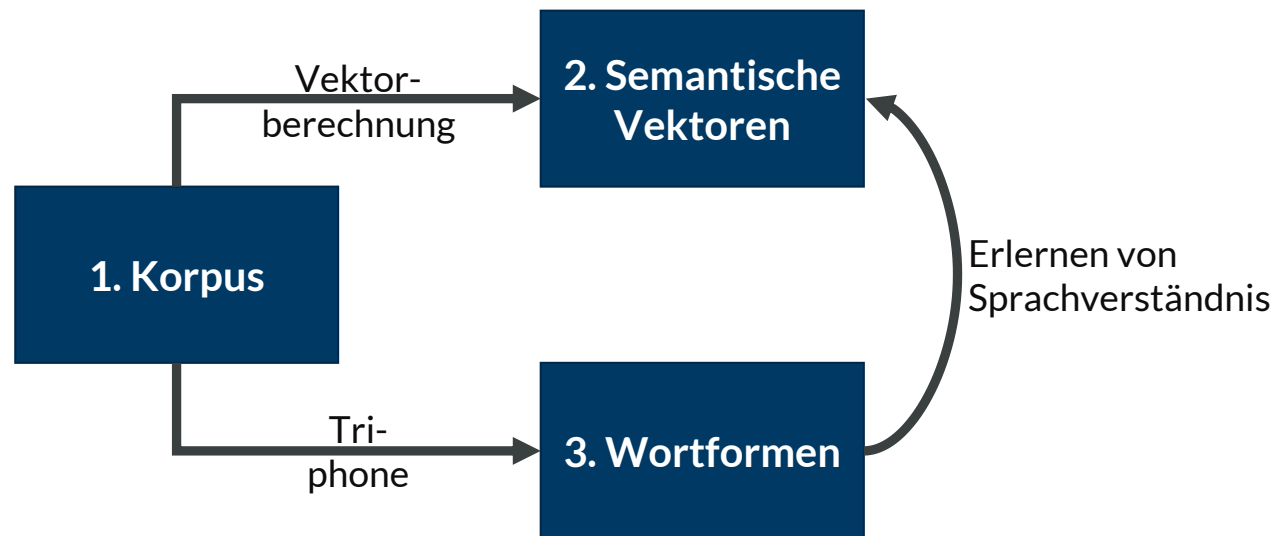 Vektor-
berechnung
2. Semantische
Vektoren
1. Korpus
Erlernen von
Sprachverständnis
Tri-
phone
3. Wortformen